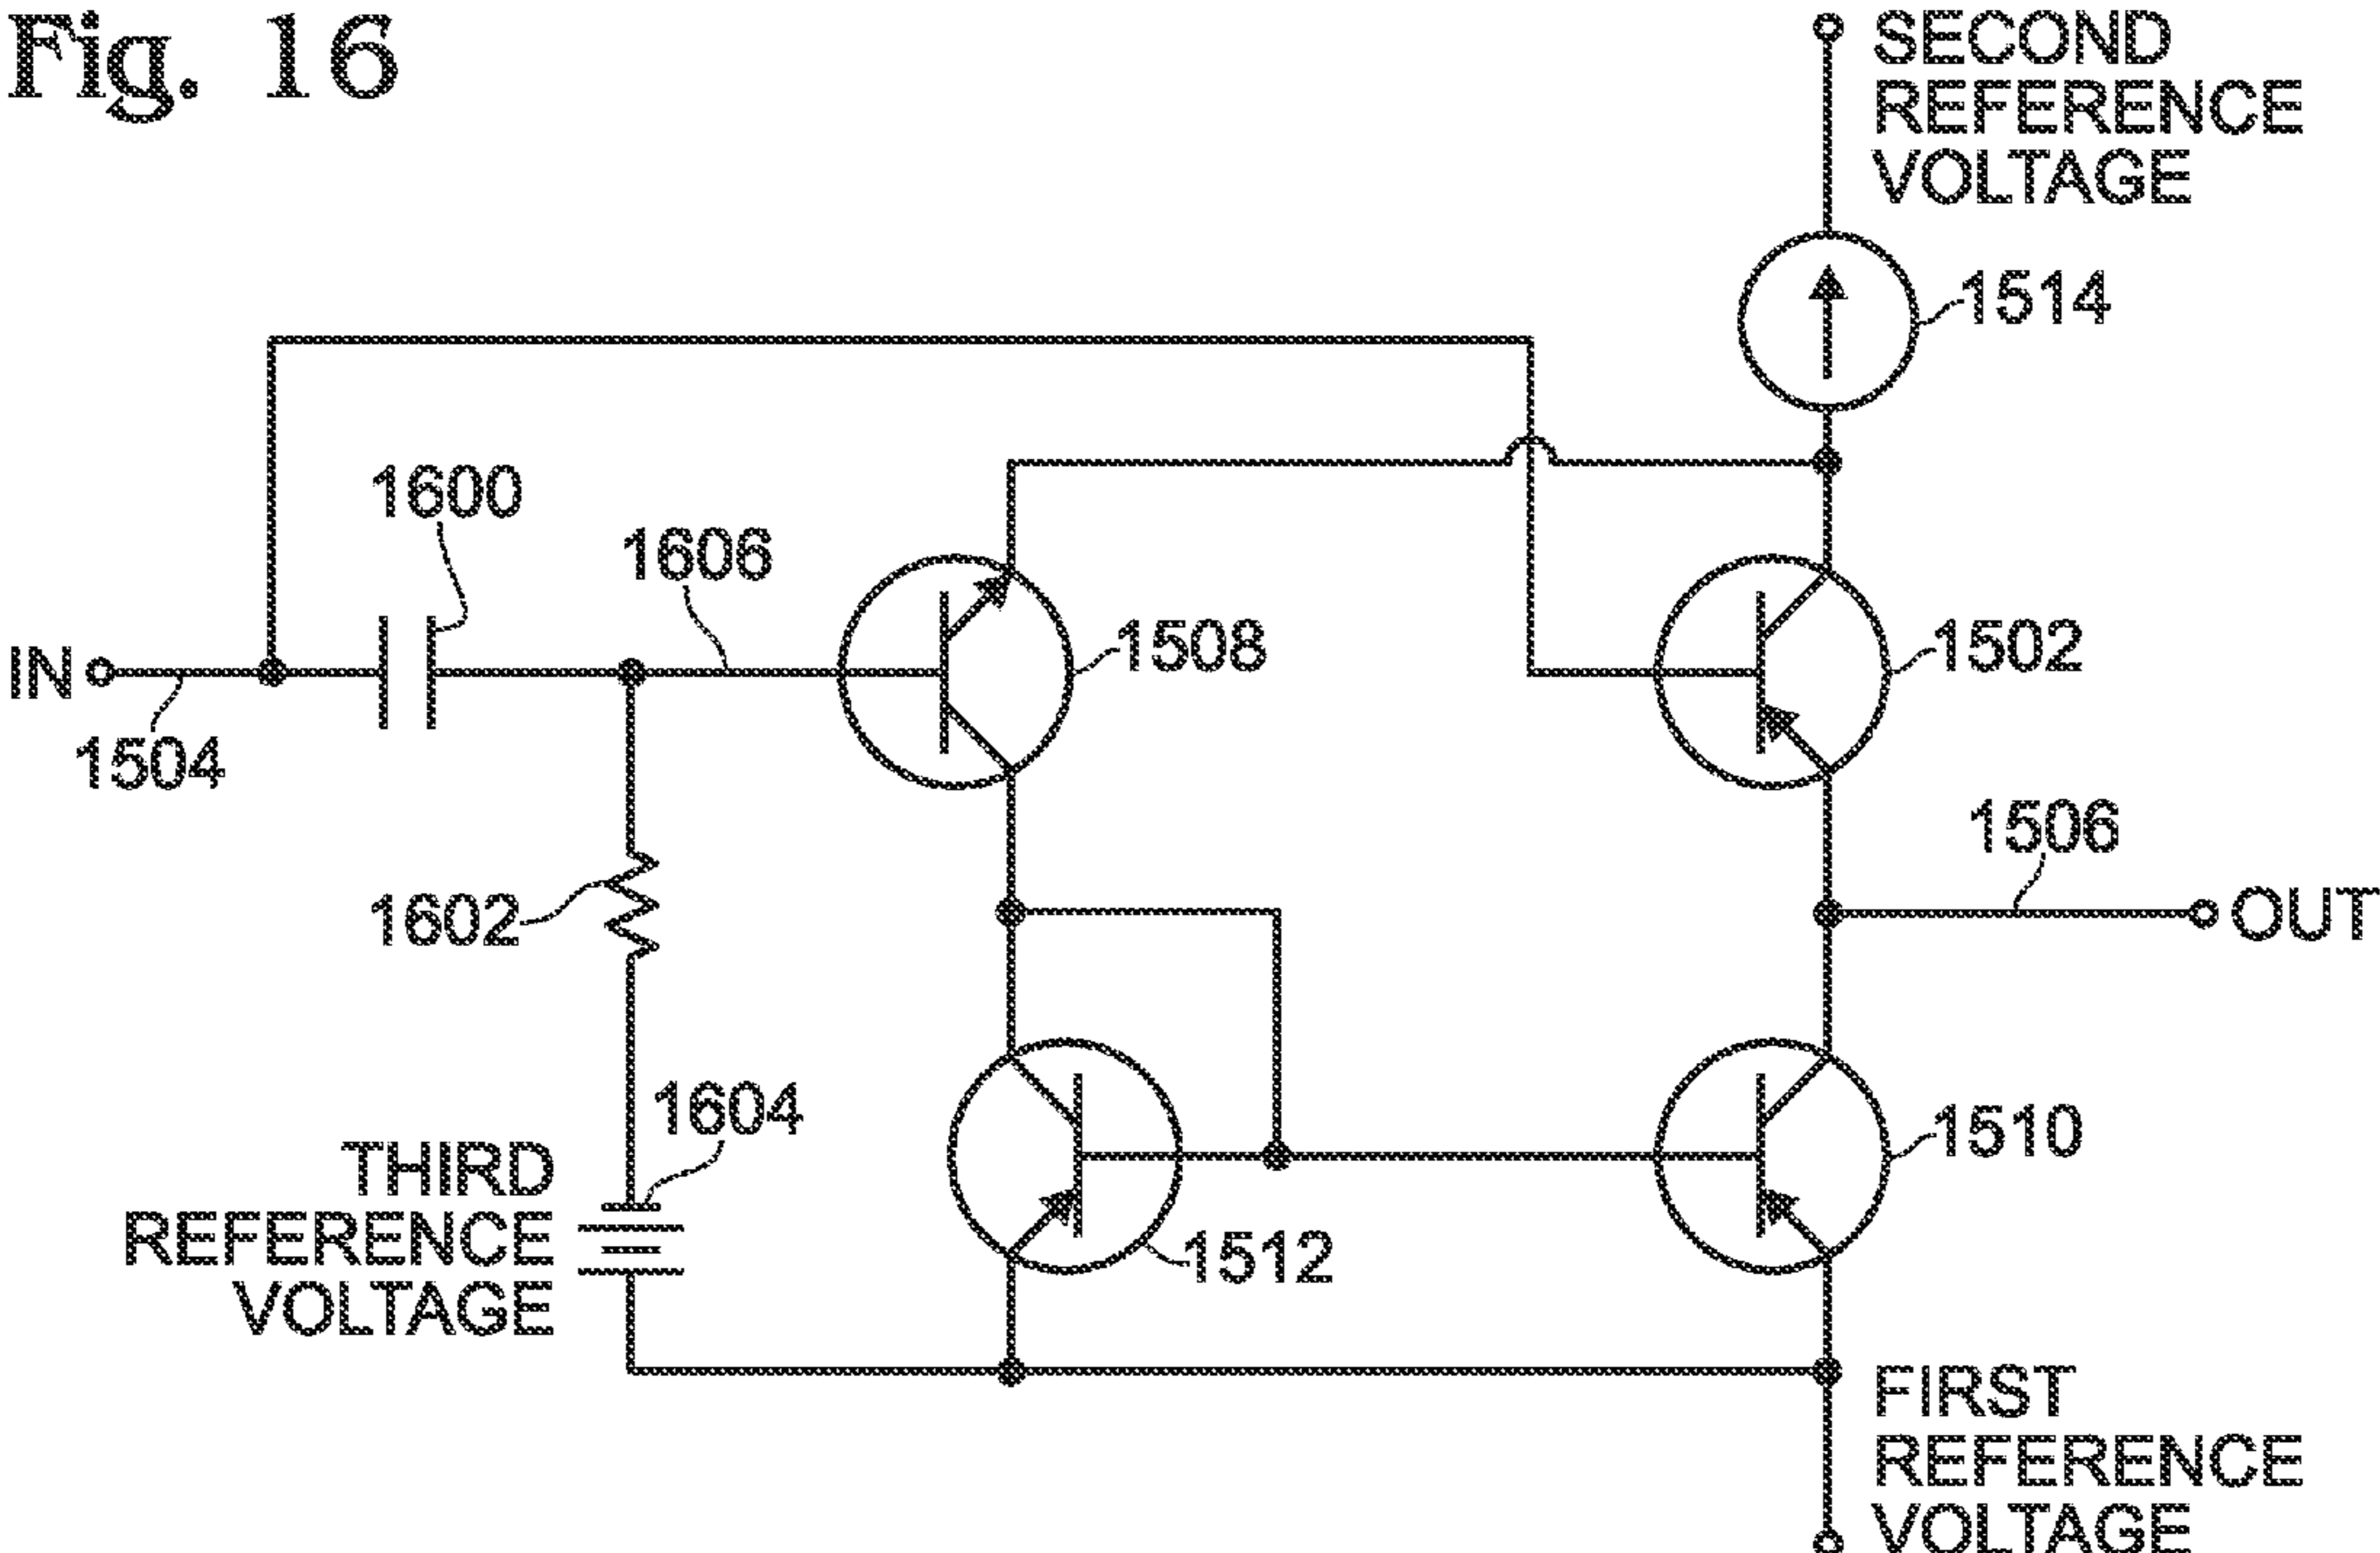 Fig. 16
SECOND
REFERENCE
VOLTAGE
1514
1600
1606
1508
1502
IN
1504
1506
1602
OUT
1604
THIRD
REFERENCE
VOLTAGE
1510
1512
FIRST
REFERENCE
VOLTAGE